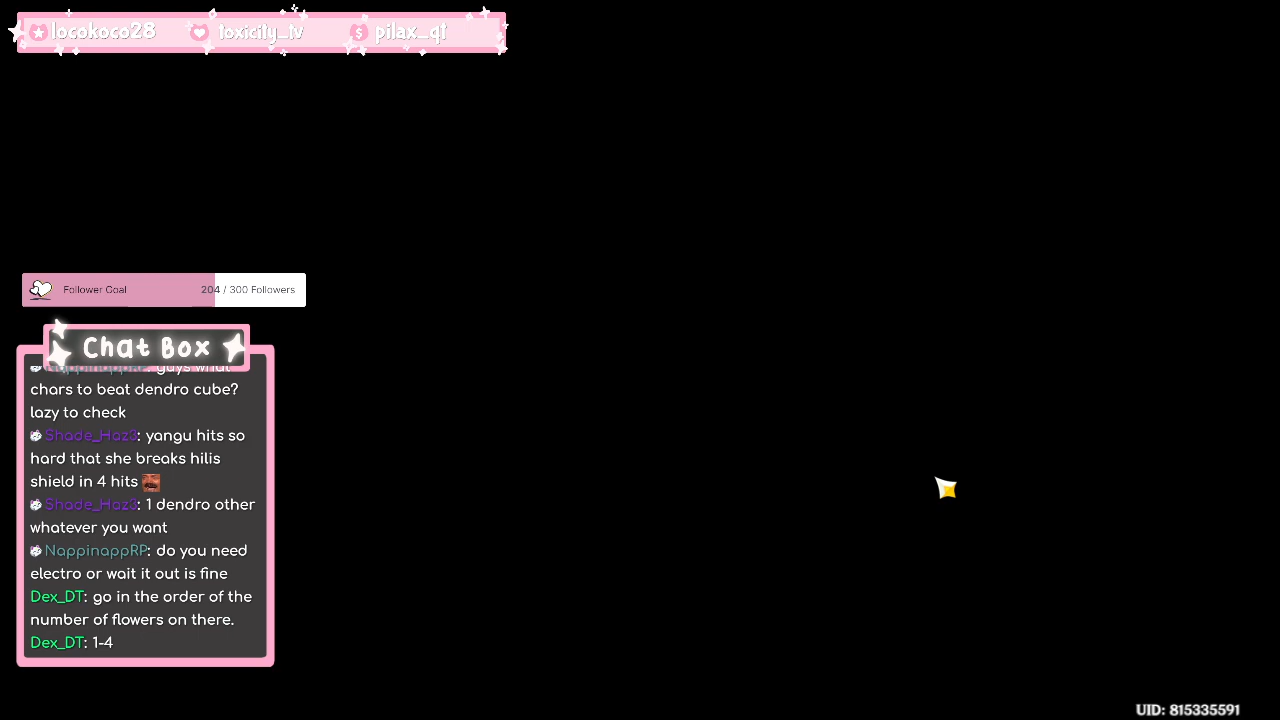 locokoco28 toxicity_tv pilax_qt
Follower Goal 204 / 300 Followers
Chat Box
NappinappRP: guys what
chars to beat dendro cube?
lazy to check
Shade_Haz3: yangu hits so
hard that she breaks hilis
shield in 4 hits
Shade_Haz3: 1 dendro other
whatever you want
NappinappRP: do you need
electro or wait it out is fine
Dex_DT: go in the order of the
number of flowers on there.
Dex_DT: 1-4
UID: 815335591